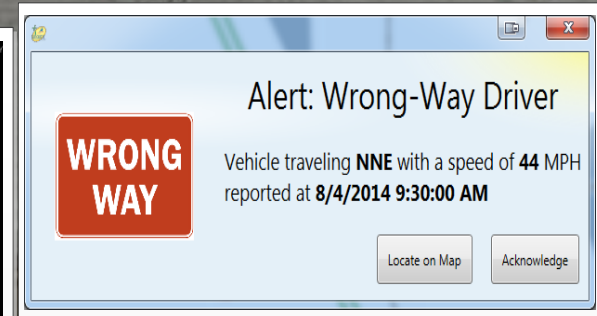 Alert: Wrong-Way Driver
WRONG
WAY
Vehicle traveling NNE with a speed of 44 MPH
reported at 8/4/2014 9:30:00 AM
Locate on Map
Acknowledge